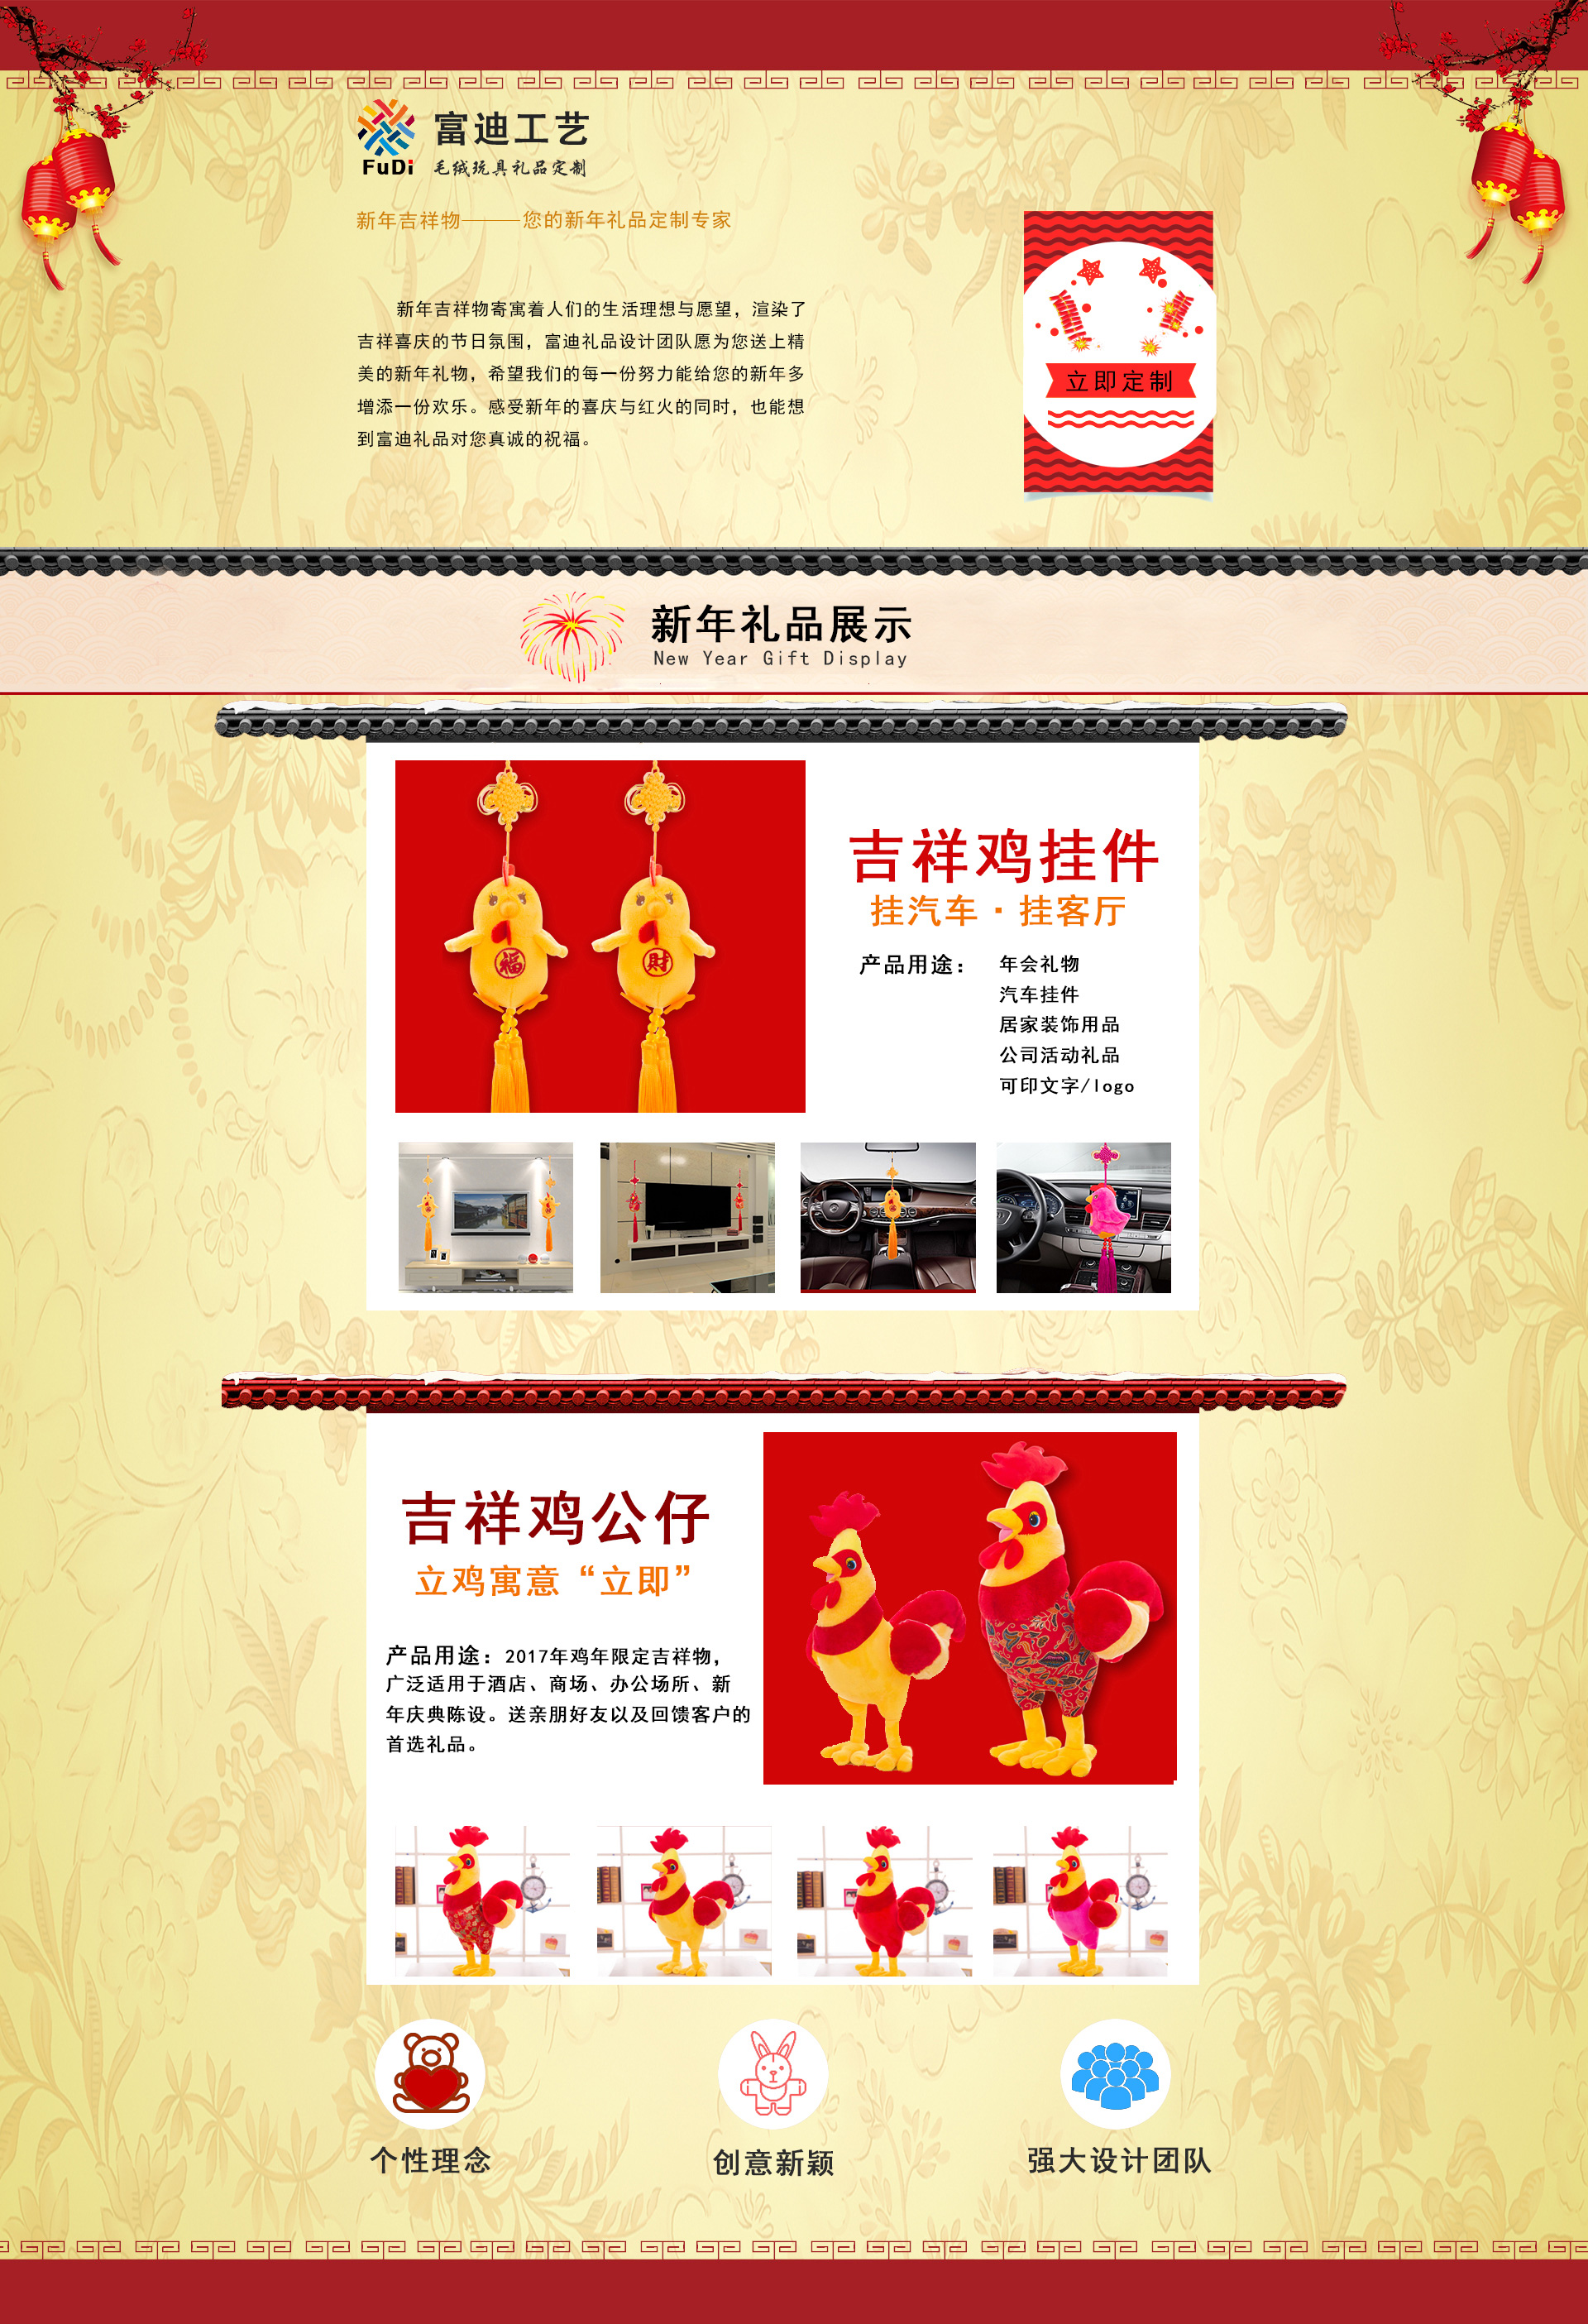 富迪工艺
FuDi
毛绒玩具礼品定制
新年吉祥物———您的新年礼品定制专家
新年吉祥物寄寓着人们的生活理想与愿望，渲染了
吉祥喜庆的节日氛围，富迪礼品设计团队愿为您送上精
美的新年礼物，希望我们的每一份努力能给您的新年多
增添一份欢乐。感受新年的喜庆与红火的同时，也能想
到富迪礼品对您真诚的祝福。
立即定制
新年礼品展示
New Year Gift Display
福
財
吉祥鸡挂件
挂汽车·挂客厅
产品用途： 年会礼物
汽车挂件
居家装饰用品
公司活动礼品
可印文字/logo
吉祥鸡公仔
立鸡寓意“立即”
产品用途：2017年鸡年限定吉祥物，
广泛适用于酒店、商场、办公场所、新
年庆典陈设。送亲朋好友以及回馈客户的
首选礼品。
个性理念
创意新颖
强大设计团队